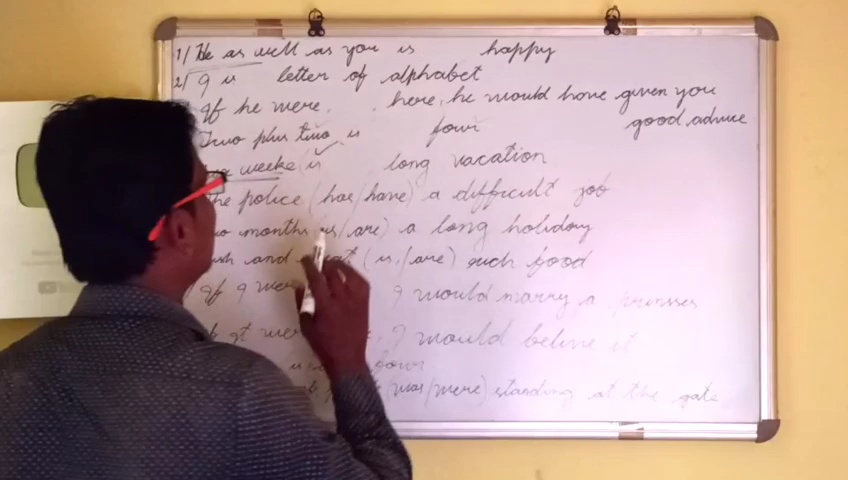 1) He as well as you is happy
2) I is letter of alphabet
If he were here, he would have given you
good advice
Two plus two is four
weeks is long vacation
The police (has/have) a difficult job
months (is/are) a long holiday
and (is/are) such food
If I were I would marry a prinsses
were I would belive it
four
(was/were) standing at the gate